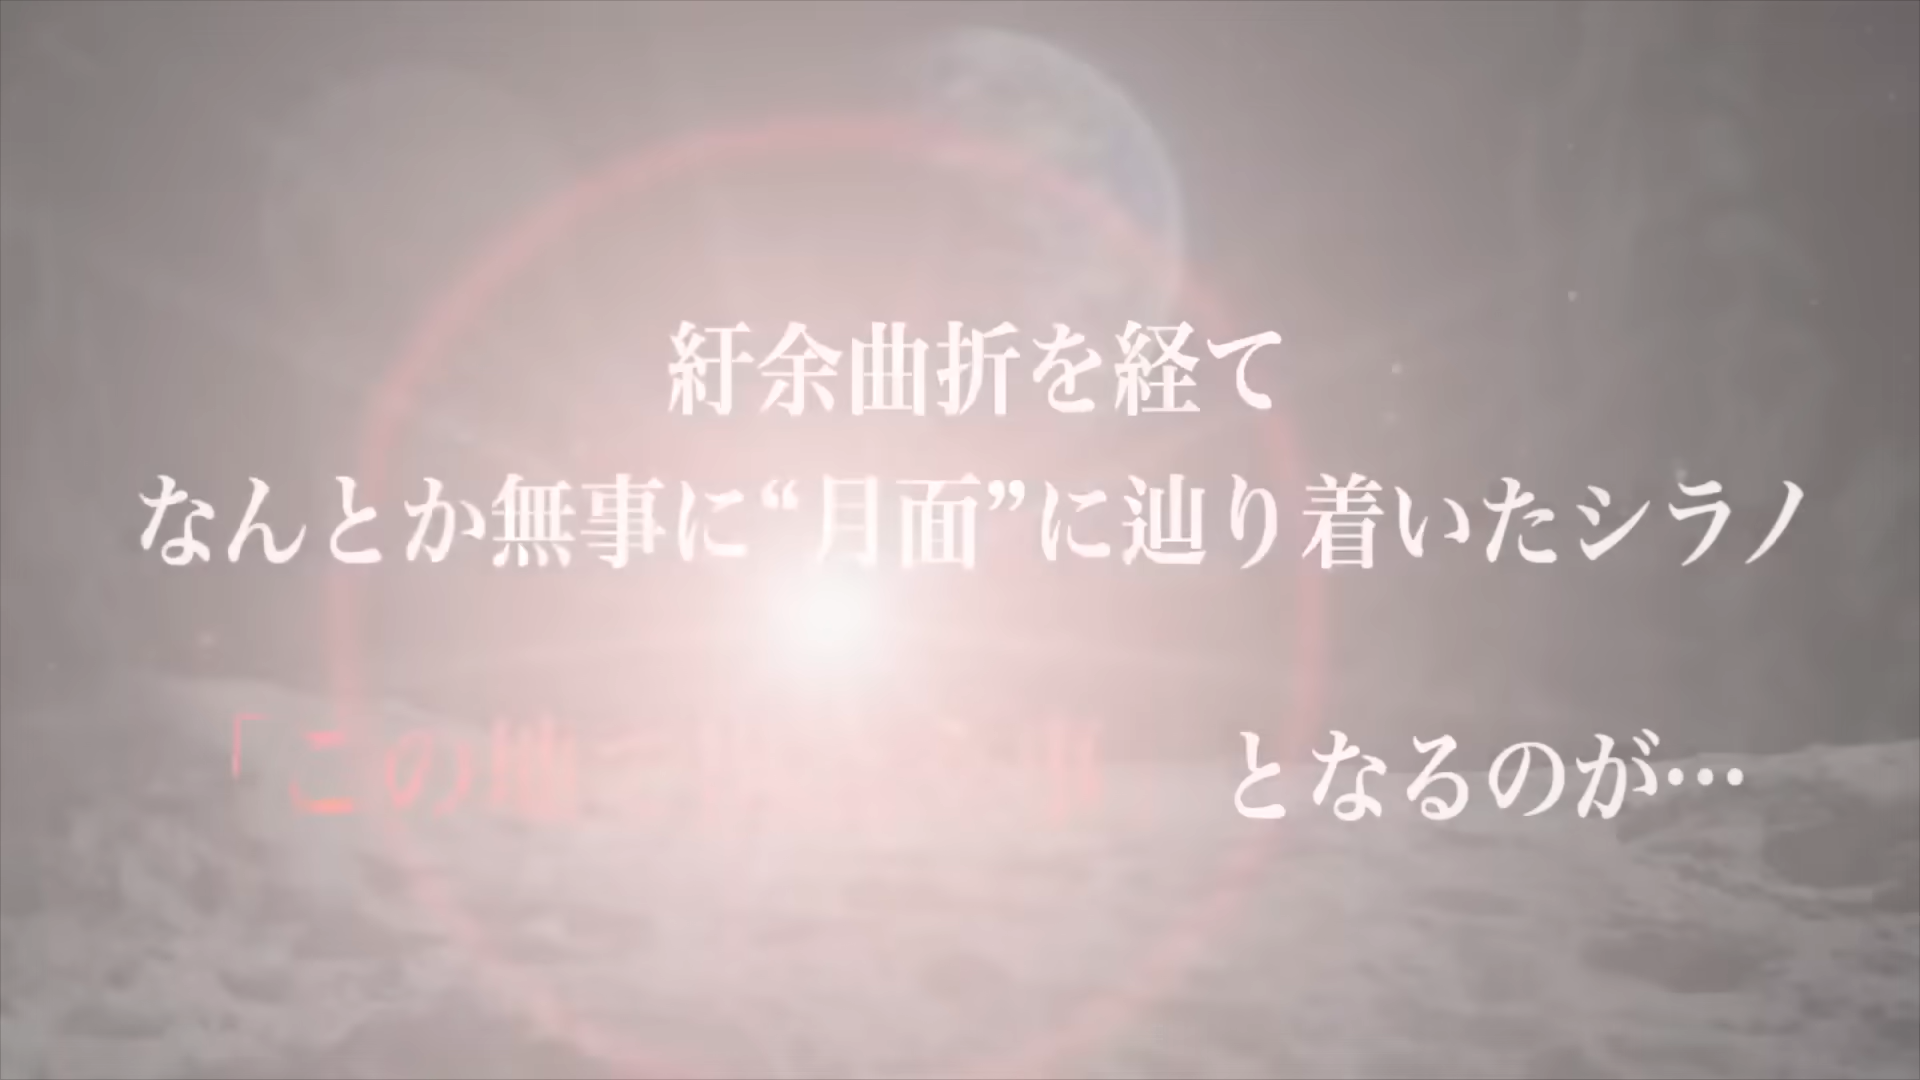 紆余曲折を経て
なんとか無事に“月面”に辿り着いたシラノ
「この地 となるのが…